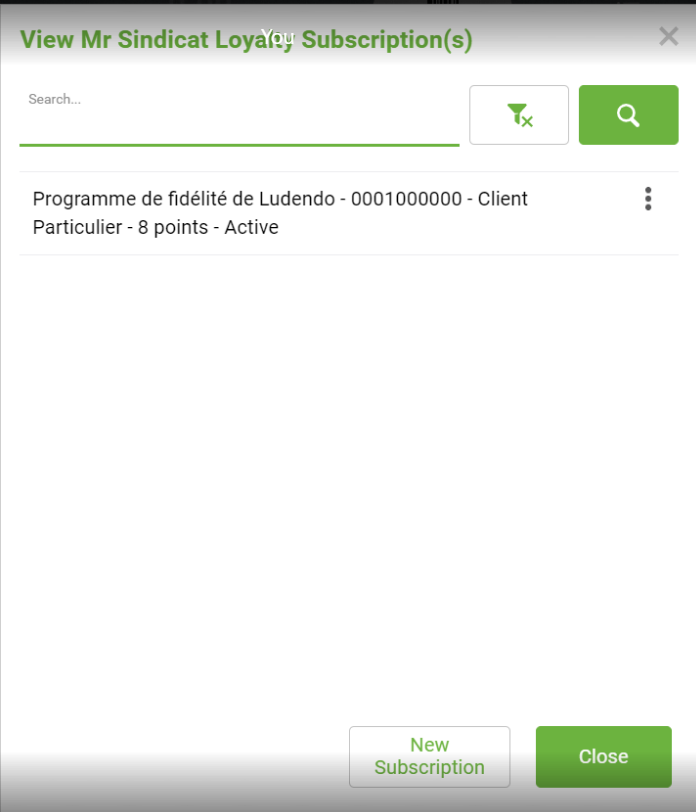 View Mr Sindicat Loyalty Subscription(s)
You
Search...
Programme de fidélité de Ludendo - 0001000000 - Client
Particulier - 8 points - Active
New
Subscription
Close